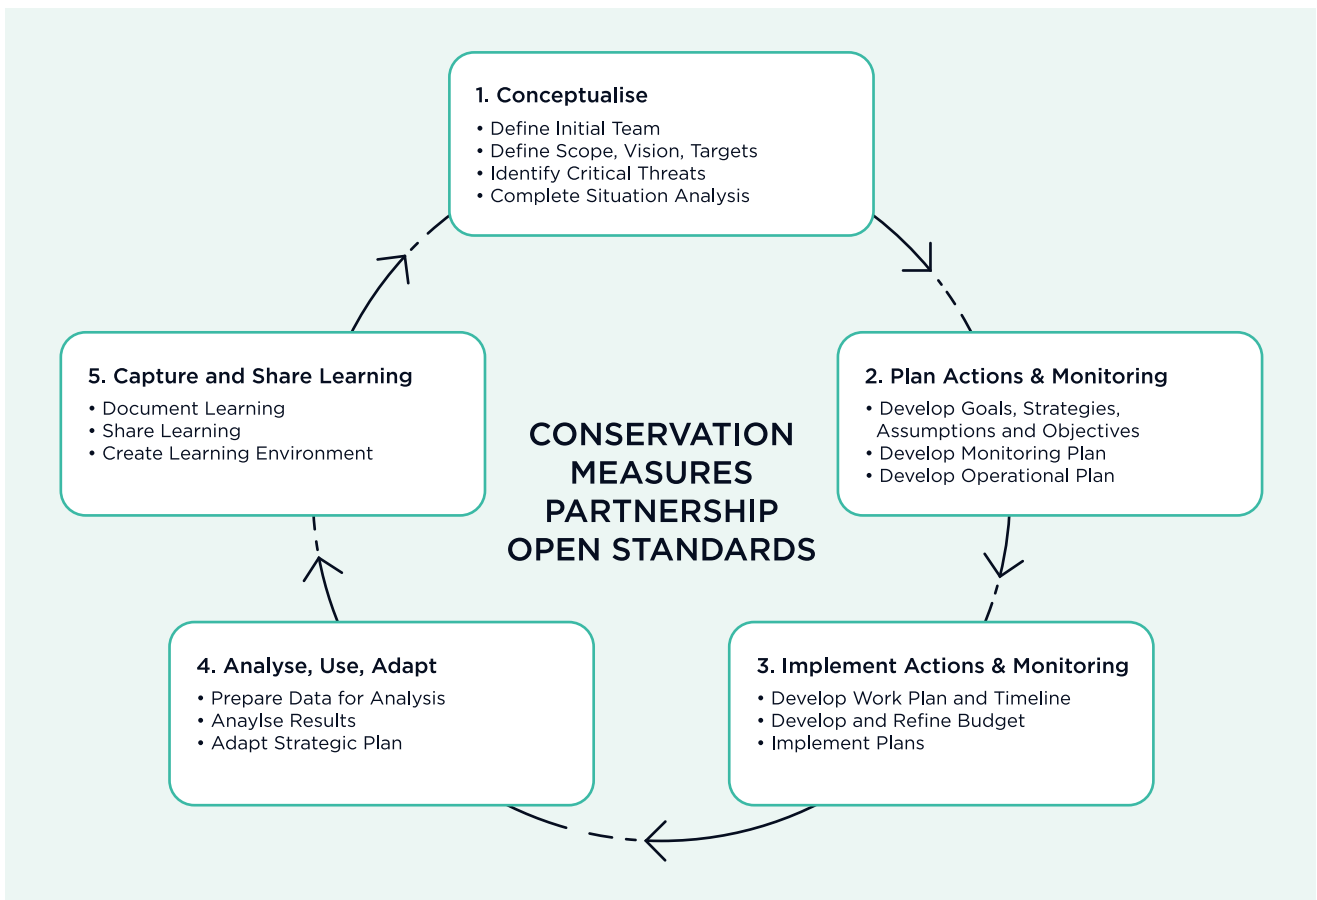 1. Conceptualise
• Define Initial Team
• Define Scope, Vision, Targets
• Identify Critical Threats
• Complete Situation Analysis
2. Plan Actions & Monitoring
• Develop Goals, Strategies,
Assumptions and Objectives
• Develop Monitoring Plan
• Develop Operational Plan
3. Implement Actions & Monitoring
• Develop Work Plan and Timeline
• Develop and Refine Budget
• Implement Plans
4. Analyse, Use, Adapt
• Prepare Data for Analysis
• Anaylse Results
• Adapt Strategic Plan
5. Capture and Share Learning
• Document Learning
• Share Learning
• Create Learning Environment
CONSERVATION
MEASURES
PARTNERSHIP
OPEN STANDARDS